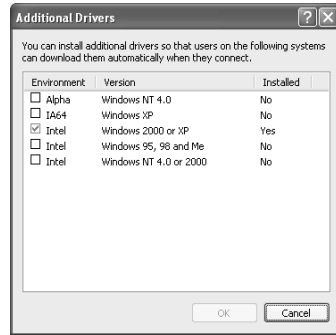 Additional Drivers
You can install additional drivers so that users on the following systems
can download them automatically when they connect.
Environment Version Installed
Alpha Windows NT 4.0 No
IA64 Windows XP No
Intel Windows 2000 or XP Yes
Intel Windows 95, 98 and Me No
Intel Windows NT 4.0 or 2000 No
OK Cancel